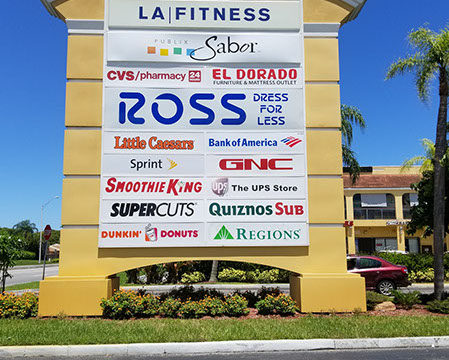 LA|FITNESS
PUBLIX
Sabor
CVS/pharmacy 24
EL DORADO
FURNITURE & MATTRESS OUTLET
ROSS
DRESS
FOR
LESS
Little Caesars
Bank of America
Sprint
GNC
SMOOTHIE KING
ups The UPS Store
SUPERCUTS
QUIZNOS SUB
DUNKIN' DONUTS
REGIONS